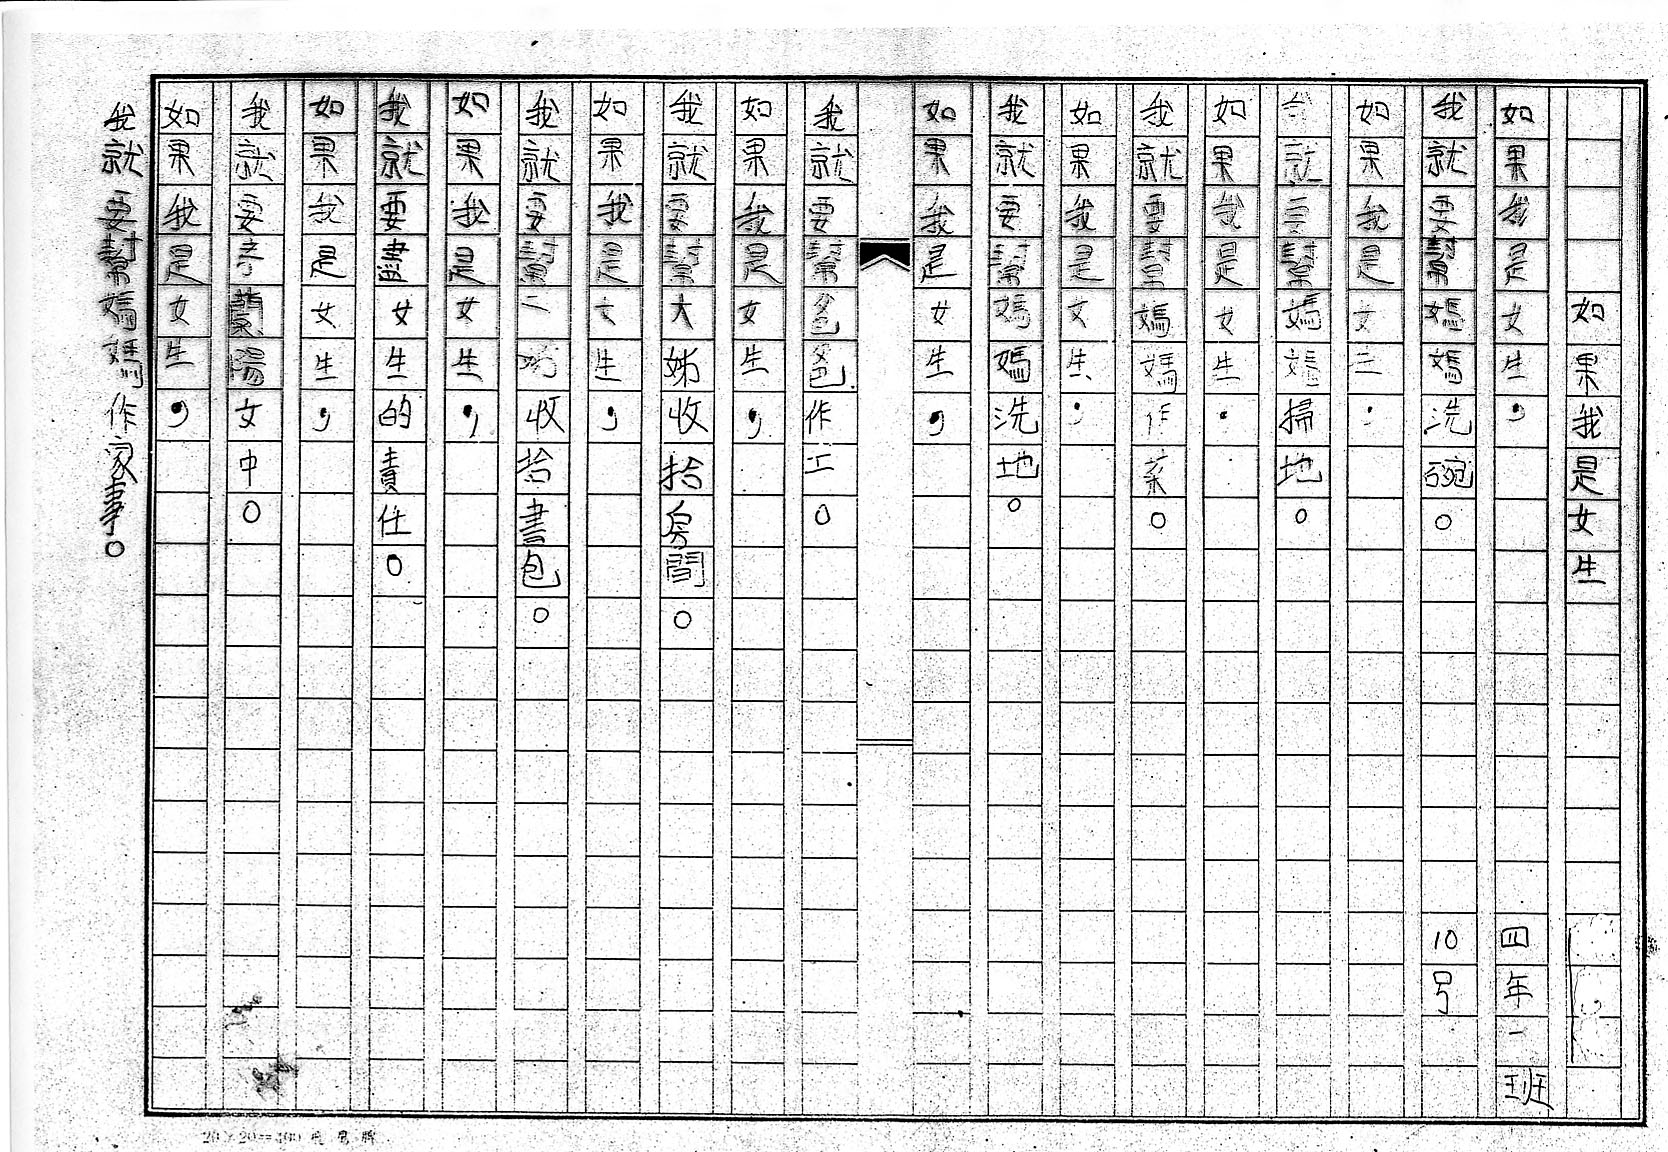 如果我是女生
如果我是女生，
四年一班
我就要幫媽媽洗碗。
10号
如果我是女生，
我就要幫媽媽掃地。
如果我是女生，
我就要幫媽媽作菜。
如果我是女生，
我就要幫媽媽洗地。
如果我是女生，
我就要幫爸爸作工。
如果我是女生，
我就要幫大姊收拾房間。
如果我是女生，
我就要幫二姊收拾書包。
如果我是女生，
我就要盡女生的責任。
如果我是女生，
我就要考蘭陽女中。
如果我是女生，
我就要幫媽媽作家事。
20×20=400